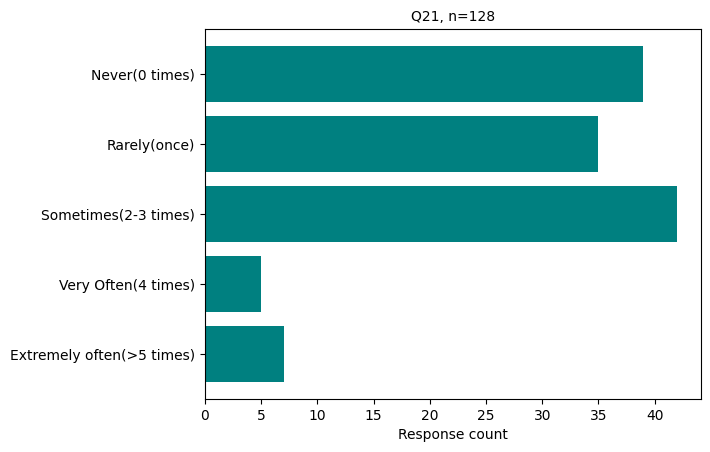 Q21, n=128
Never(0 times)
Rarely(once)
Sometimes(2-3 times)
Very Often(4 times)
Extremely often(>5 times)
0 5 10 15 20 25 30 35 40
Response count